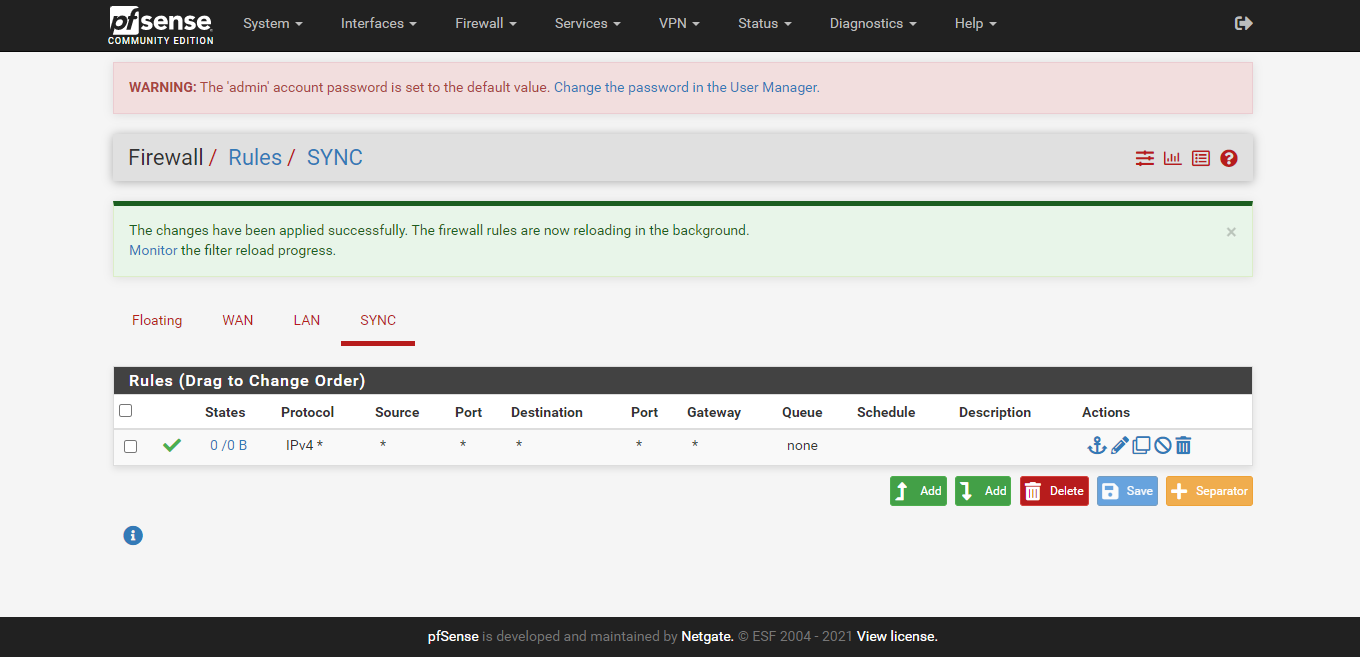 pfsense
COMMUNITY EDITION
System Interfaces Firewall Services VPN Status Diagnostics Help
WARNING: The 'admin' account password is set to the default value. Change the password in the User Manager.
Firewall / Rules / SYNC
The changes have been applied successfully. The firewall rules are now reloading in the background.
×
Monitor the filter reload progress.
Floating WAN LAN SYNC
Rules (Drag to Change Order)
States Protocol Source Port Destination Port Gateway Queue Schedule Description Actions
0 /0 B IPv4 * * * * * * none
Add Add Delete Save Separator
pfSense is developed and maintained by Netgate. © ESF 2004 - 2021 View license.